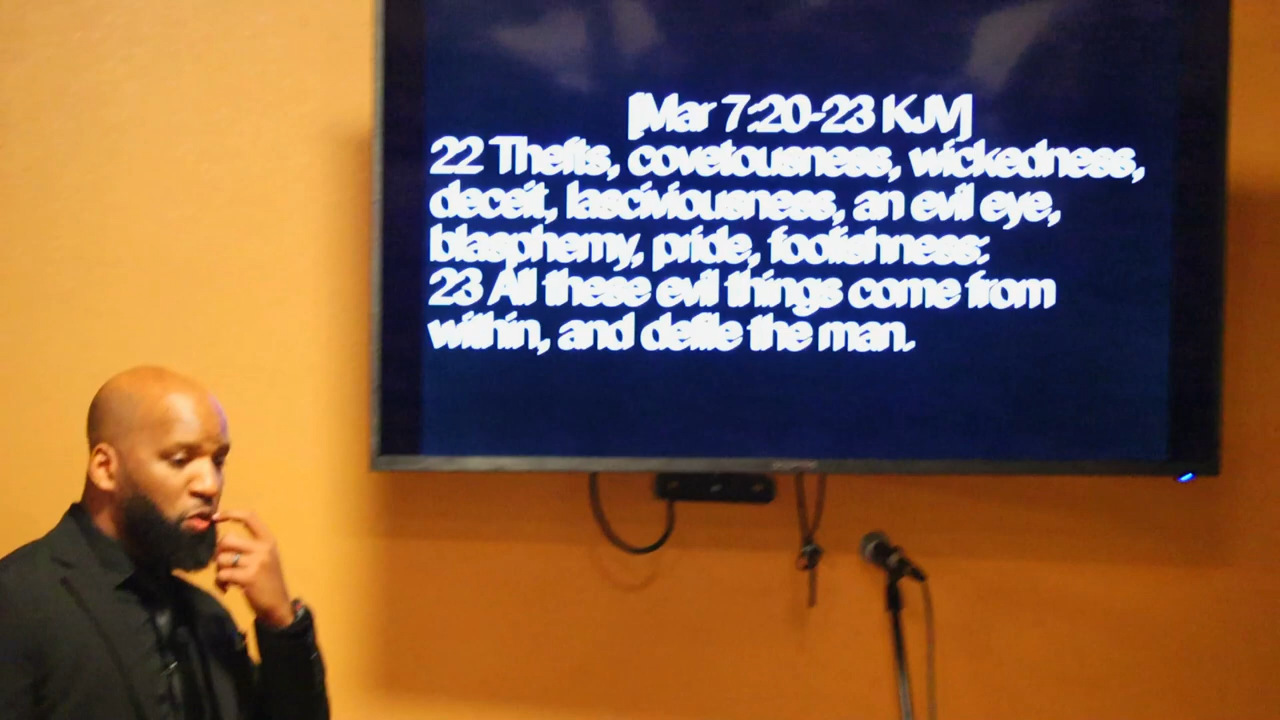 [Mar 7:20-23 KJV]
22 Thefts, covetousness, wickedness,
deceit, lasciviousness, an evil eye,
blasphemy, pride, foolishness:
23 All these evil things come from
within, and defile the man.